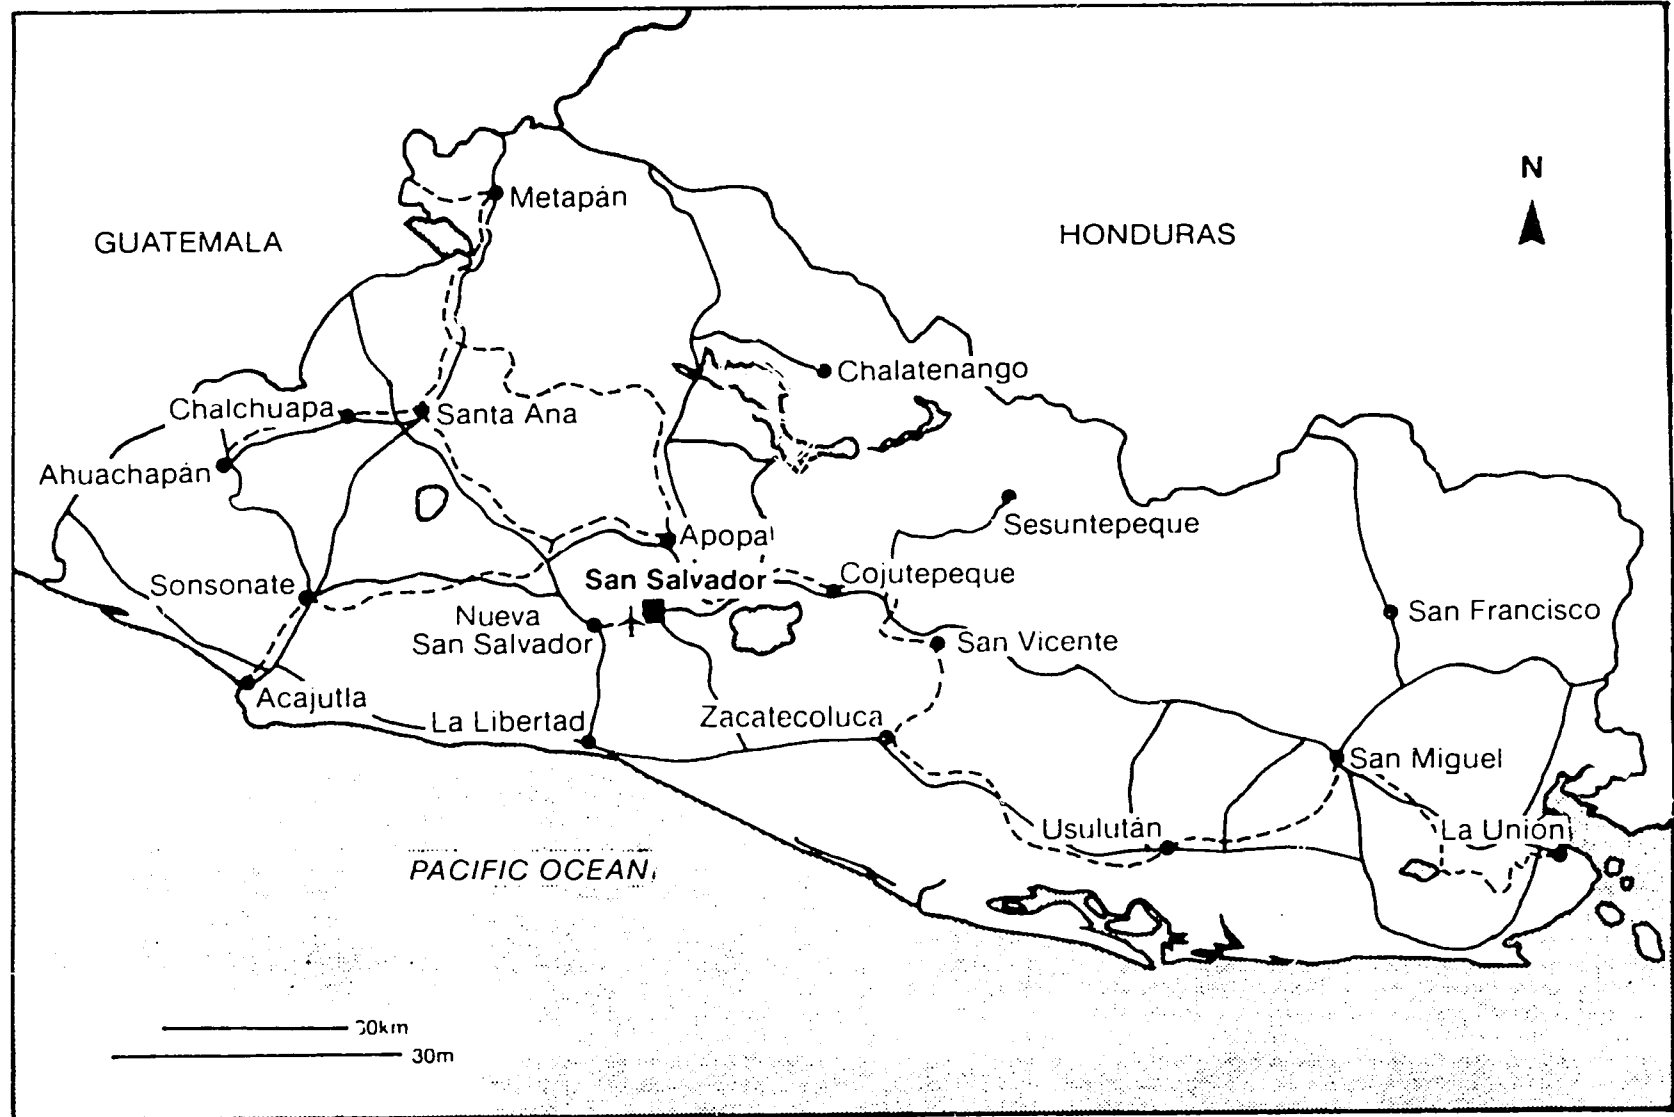 N
Metapán
GUATEMALA
HONDURAS
Chalatenango
Chalchuapa
Santa Ana
Ahuachapán
Sesuntepeque
Apopa
San Salvador
Cojutepeque
Sonsonate
Nueva
San Salvador
San Francisco
San Vicente
Acajutla
La Libertad
Zacatecoluca
San Miguel
Usulután
La Unión
PACIFIC OCEAN
30m